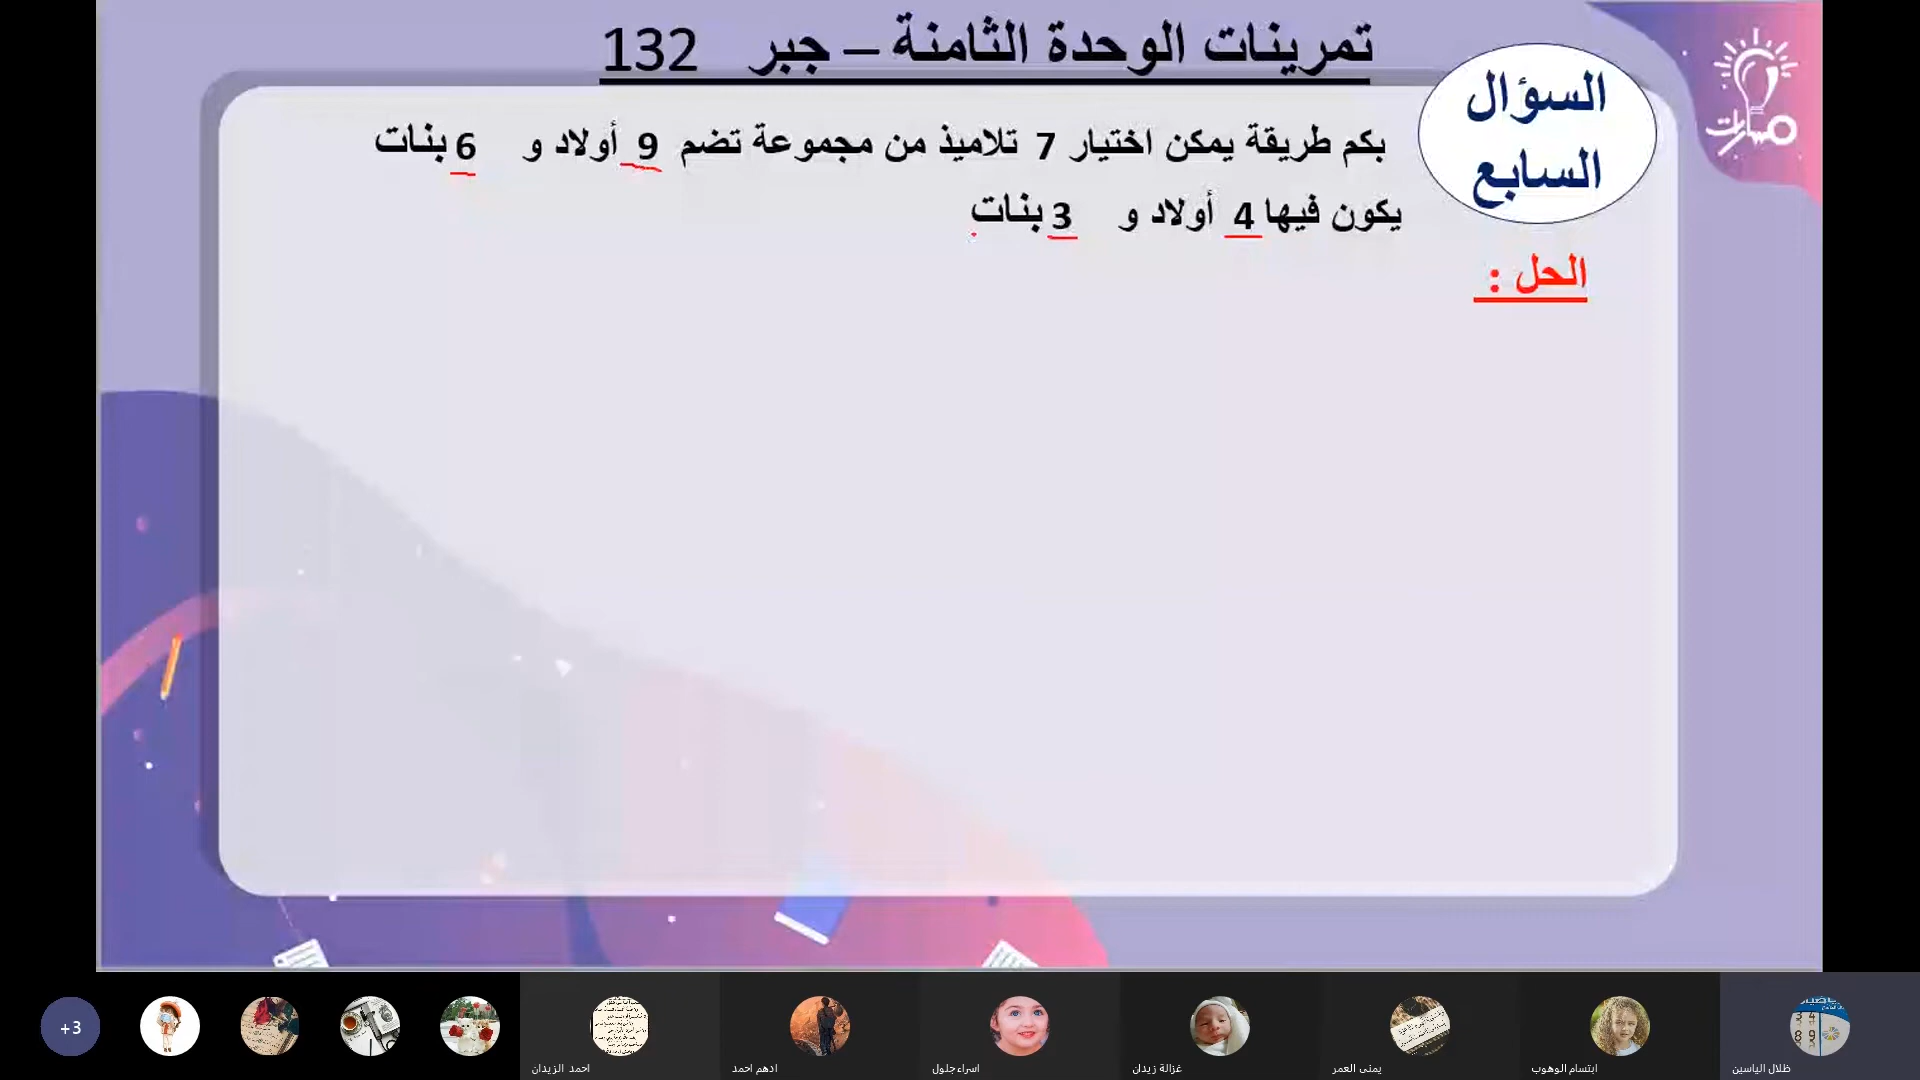 تمرينات الوحدة الثامنة – جبر 132
السؤال
السابع
مسارات
بكم طريقة يمكن اختيار 7 تلاميذ من مجموعة تضم 9 أولاد و 6 بنات
يكون فيها 4 أولاد و 3 بنات
الحل :
+3
احمد الزيدان
ادهم احمد
اسراءجلول
غزالة زيدان
يمنى العمر
ابتسام الوهوب
ظلال الياسين